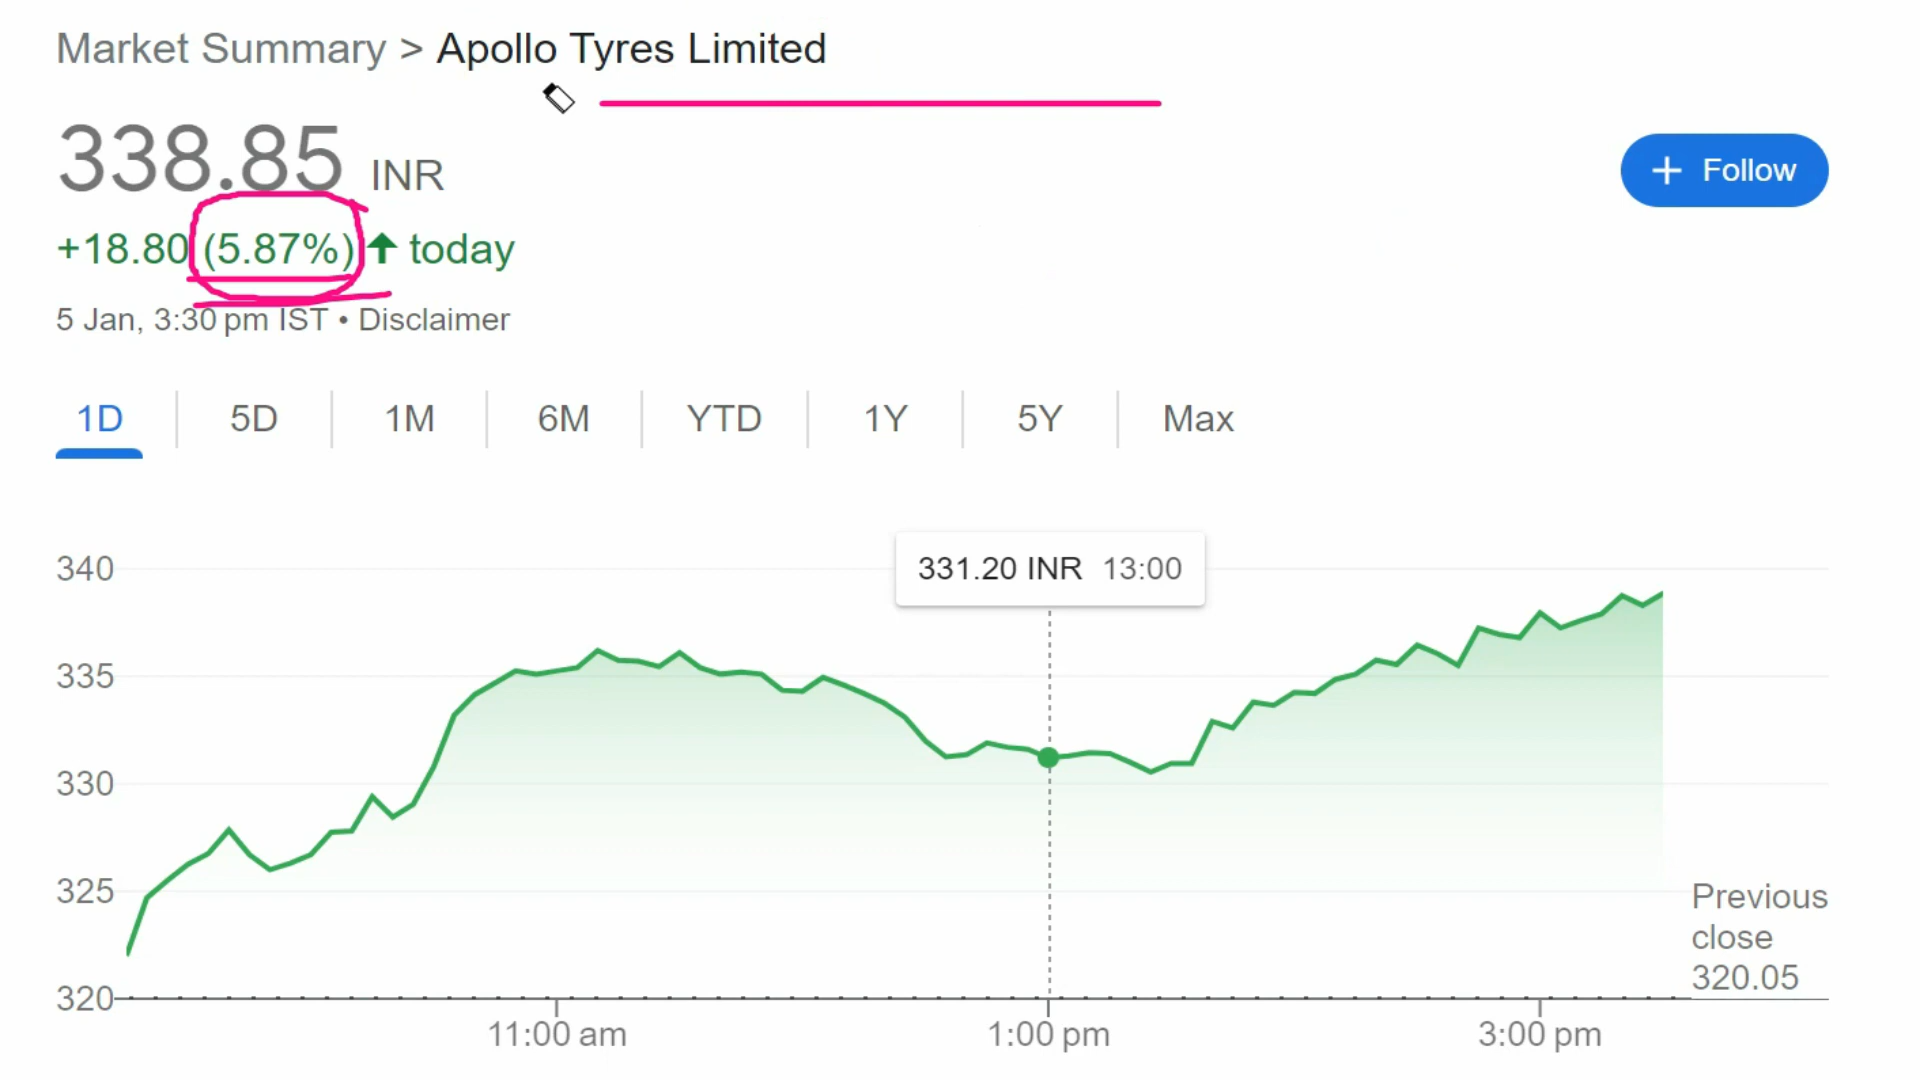 Market Summary > Apollo Tyres Limited
338.85 INR
+ Follow
+18.80 (5.87%) ↑ today
5 Jan, 3:30 pm IST • Disclaimer
1D 5D 1M 6M YTD 1Y 5Y Max
331.20 INR 13:00
340
335
330
325
320
Previous
close
320.05
11:00 am 1:00 pm 3:00 pm